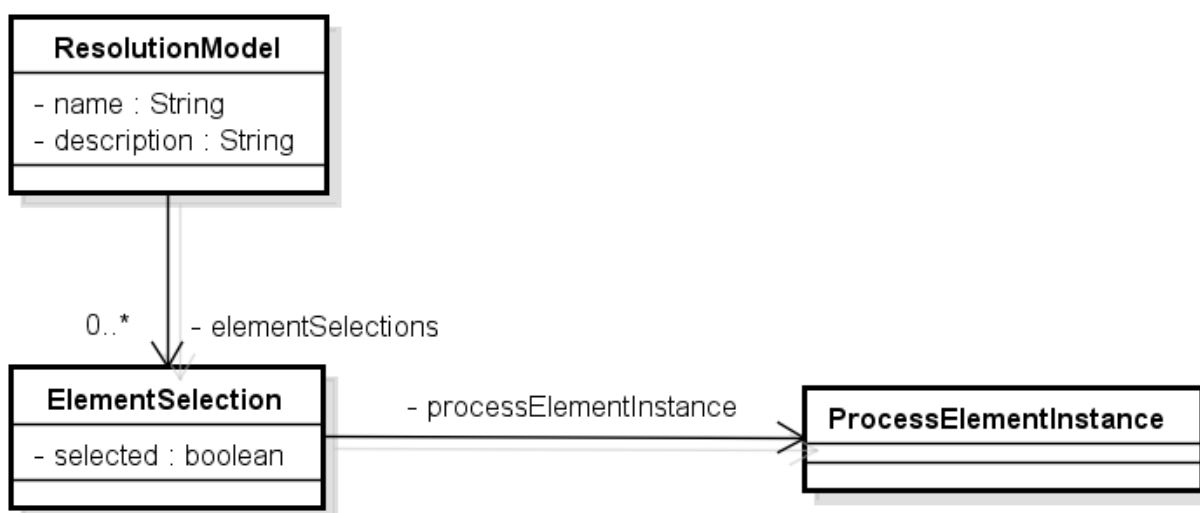 ResolutionModel
- name : String
- description : String
0..*
- elementSelections
ElementSelection
- selected : boolean
- processElementInstance
ProcessElementInstance